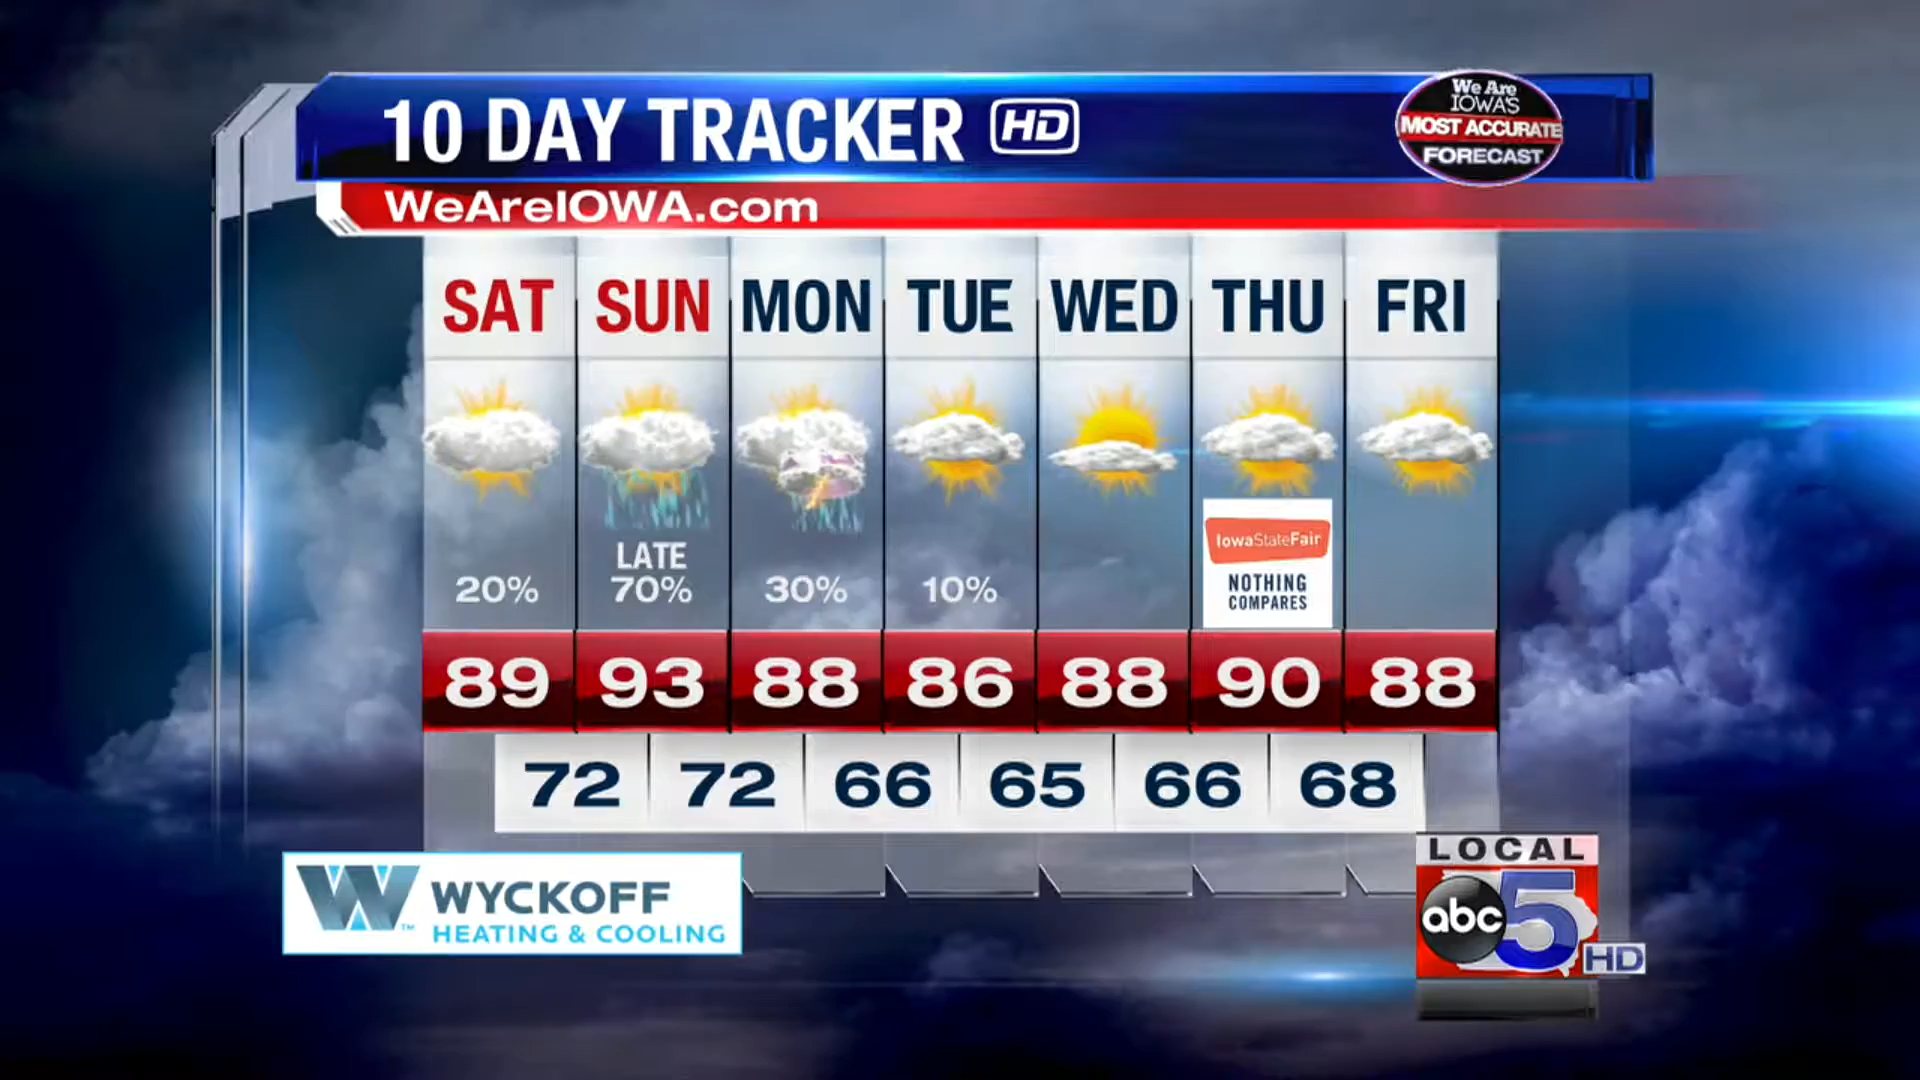 10 DAY TRACKER HD
We Are
IOWA'S
MOST ACCURATE
FORECAST
WeAreIOWA.com
SAT SUN MON TUE WED THU FRI
IowaStateFair
NOTHING
COMPARES
LATE
20% 70% 30% 10%
89 93 88 86 88 90 88
72 72 66 65 66 68
W™ WYCKOFF
HEATING & COOLING
LOCAL
abc 5
HD